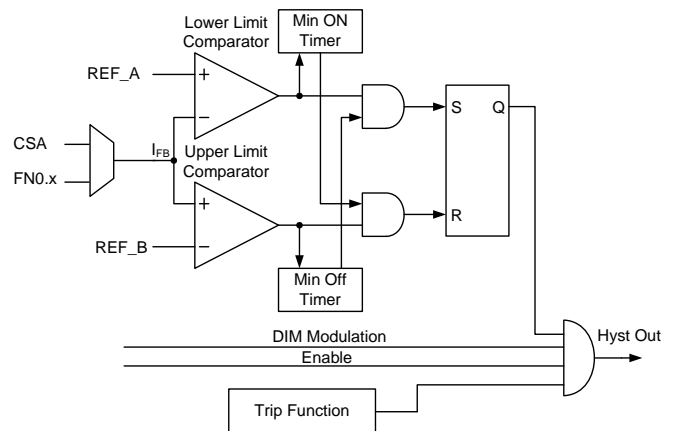 Lower Limit
Comparator
Min ON
Timer
REF_A
+
−
S
Q
CSA
IFB
Upper Limit
Comparator
FN0.x
+
R
REF_B
−
Min Off
Timer
DIM Modulation
Hyst Out
Enable
Trip Function